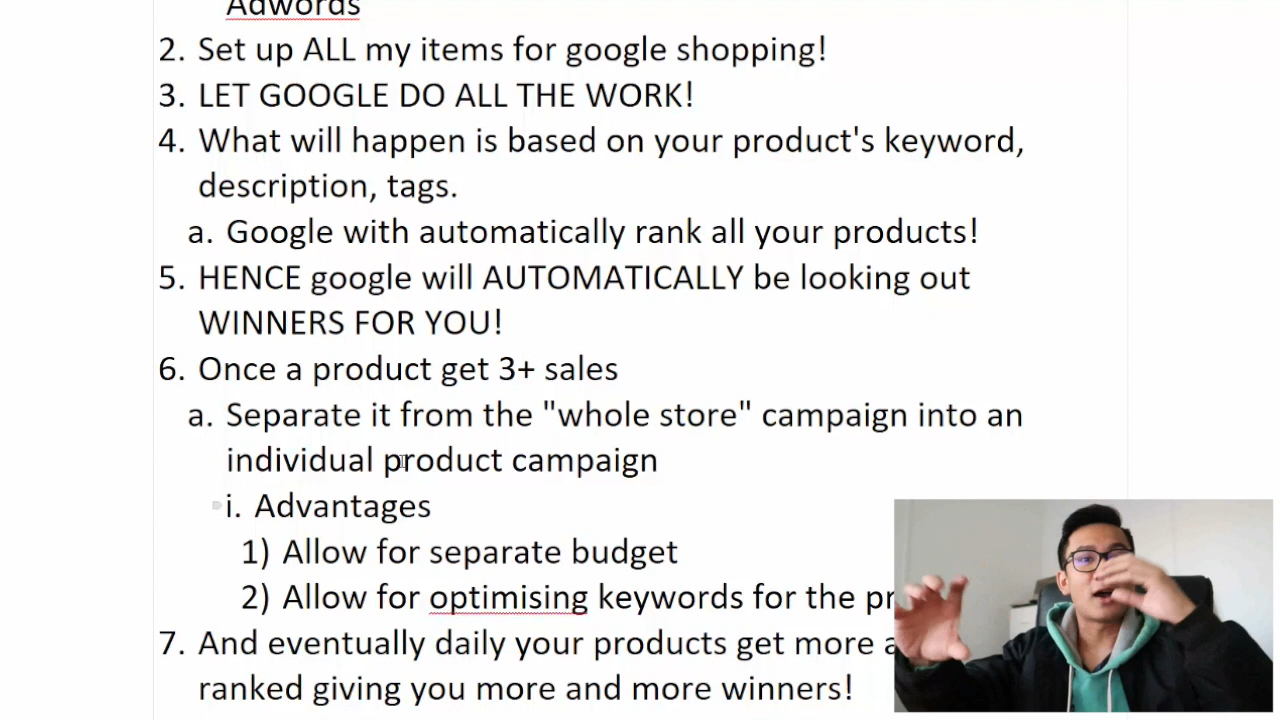 Adwords
2. Set up ALL my items for google shopping!
3. LET GOOGLE DO ALL THE WORK!
4. What will happen is based on your product's keyword,
description, tags.
a. Google with automatically rank all your products!
5. HENCE google will AUTOMATICALLY be looking out
WINNERS FOR YOU!
6. Once a product get 3+ sales
a. Separate it from the "whole store" campaign into an
individual product campaign
i. Advantages
1) Allow for separate budget
2) Allow for optimising keywords for the
7. And eventually daily your products get more
ranked giving you more and more winners!